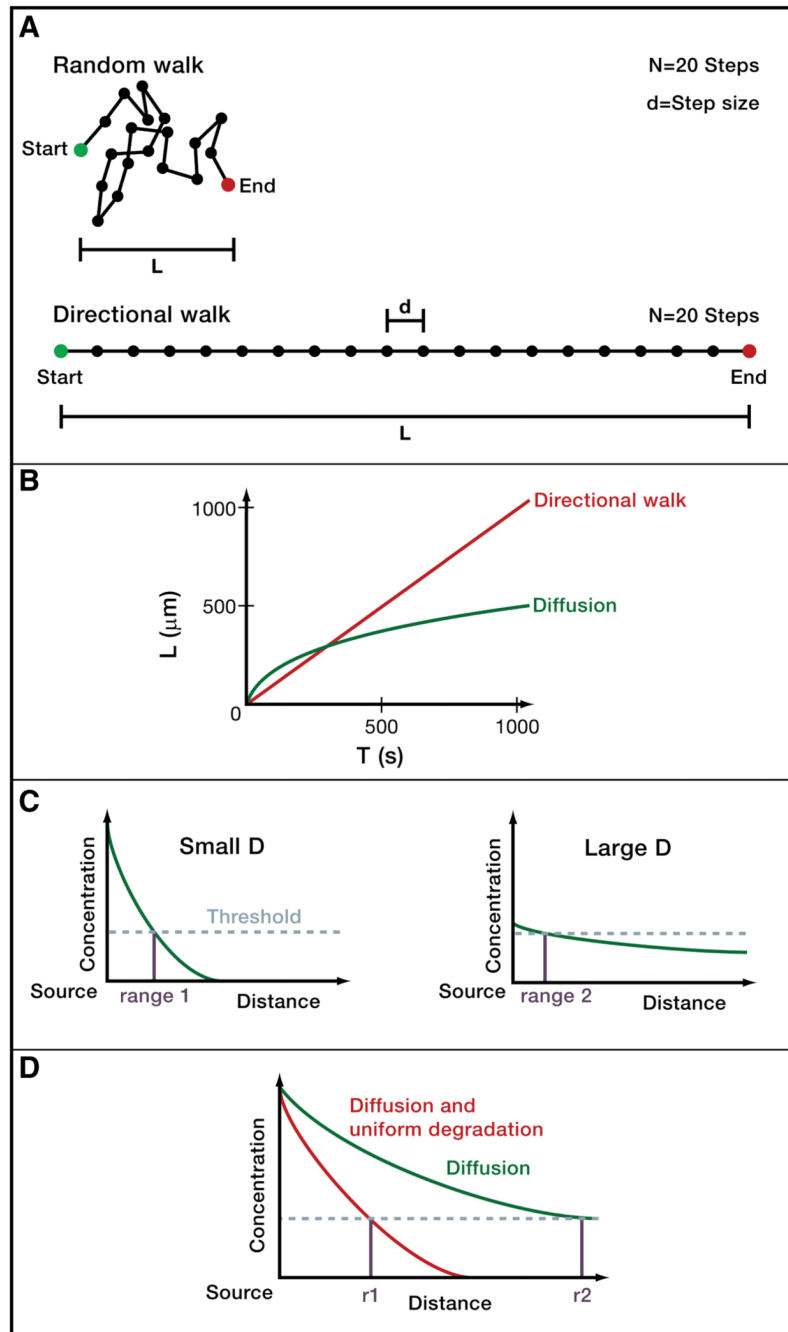 A
Random walk
N=20 Steps
d=Step size
Start
End
L
Directional walk
d
N=20 Steps
Start
End
L
B
1000
Directional walk
500
Diffusion
L (μm)
0
500
1000
T (s)
C
Small D
Large D
Concentration
Threshold
Concentration
Source
range 1
Distance
Source
range 2
Distance
D
Diffusion and
uniform degradation
Diffusion
Concentration
Source
r1
Distance
r2